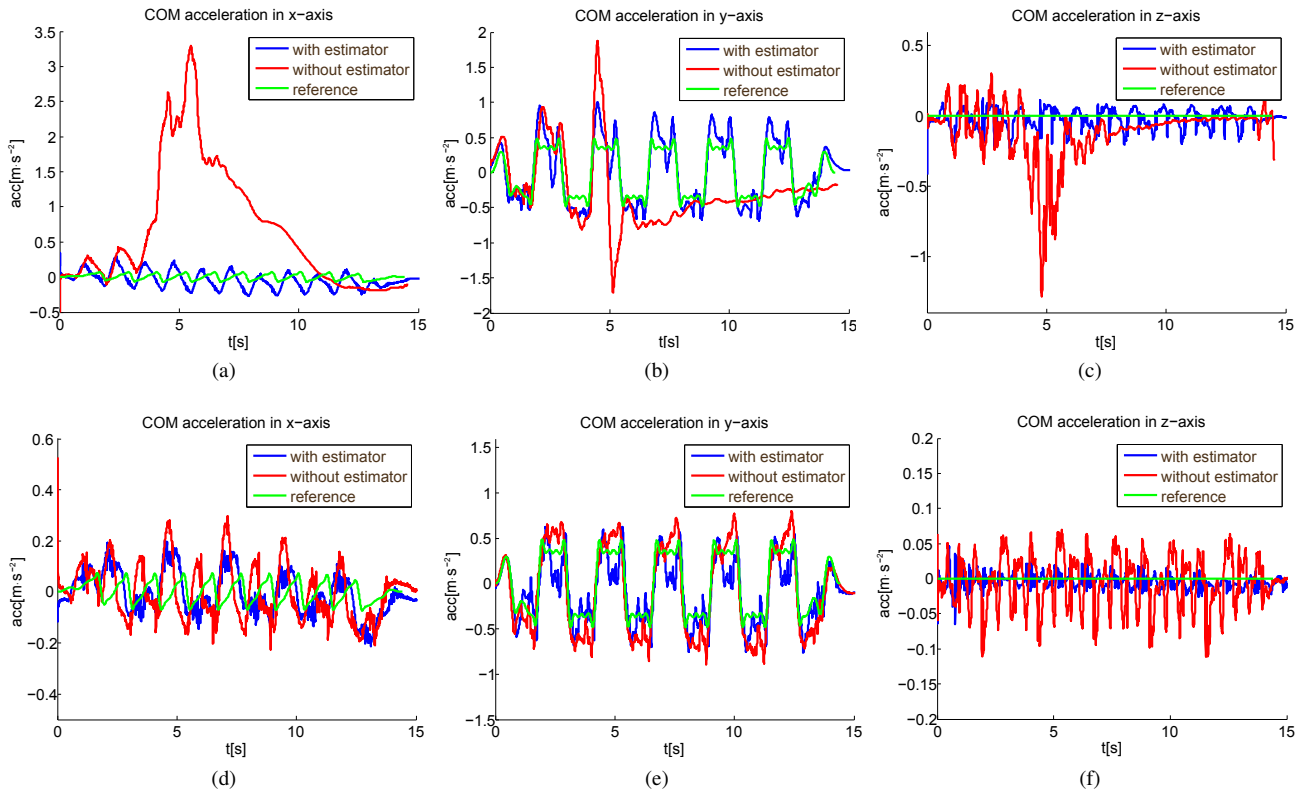 COM acceleration in x−axis
3.5
3
2.5
2
1.5
1
0.5
0
−0.5
acc[m·s⁻²]
with estimator
without estimator
reference
0 5 10 15
t[s]
(a)
COM acceleration in y−axis
2
1.5
1
0.5
0
−0.5
−1
−1.5
−2
acc[m·s⁻²]
with estimator
without estimator
reference
0 5 10 15
t[s]
(b)
COM acceleration in z−axis
0.5
0
−0.5
−1
acc[m·s⁻²]
with estimator
without estimator
reference
0 5 10 15
t[s]
(c)
COM acceleration in x−axis
0.6
0.4
0.2
0
−0.2
−0.4
acc[m·s⁻²]
with estimator
without estimator
reference
0 5 10 15
t[s]
(d)
COM acceleration in y−axis
1.5
1
0.5
0
−0.5
−1
−1.5
acc[m·s⁻²]
with estimator
without estimator
reference
0 5 10 15
t[s]
(e)
COM acceleration in z−axis
0.2
0.15
0.1
0.05
0
−0.05
−0.1
−0.15
−0.2
acc[m·s⁻²]
with estimator
without estimator
reference
0 5 10 15
t[s]
(f)